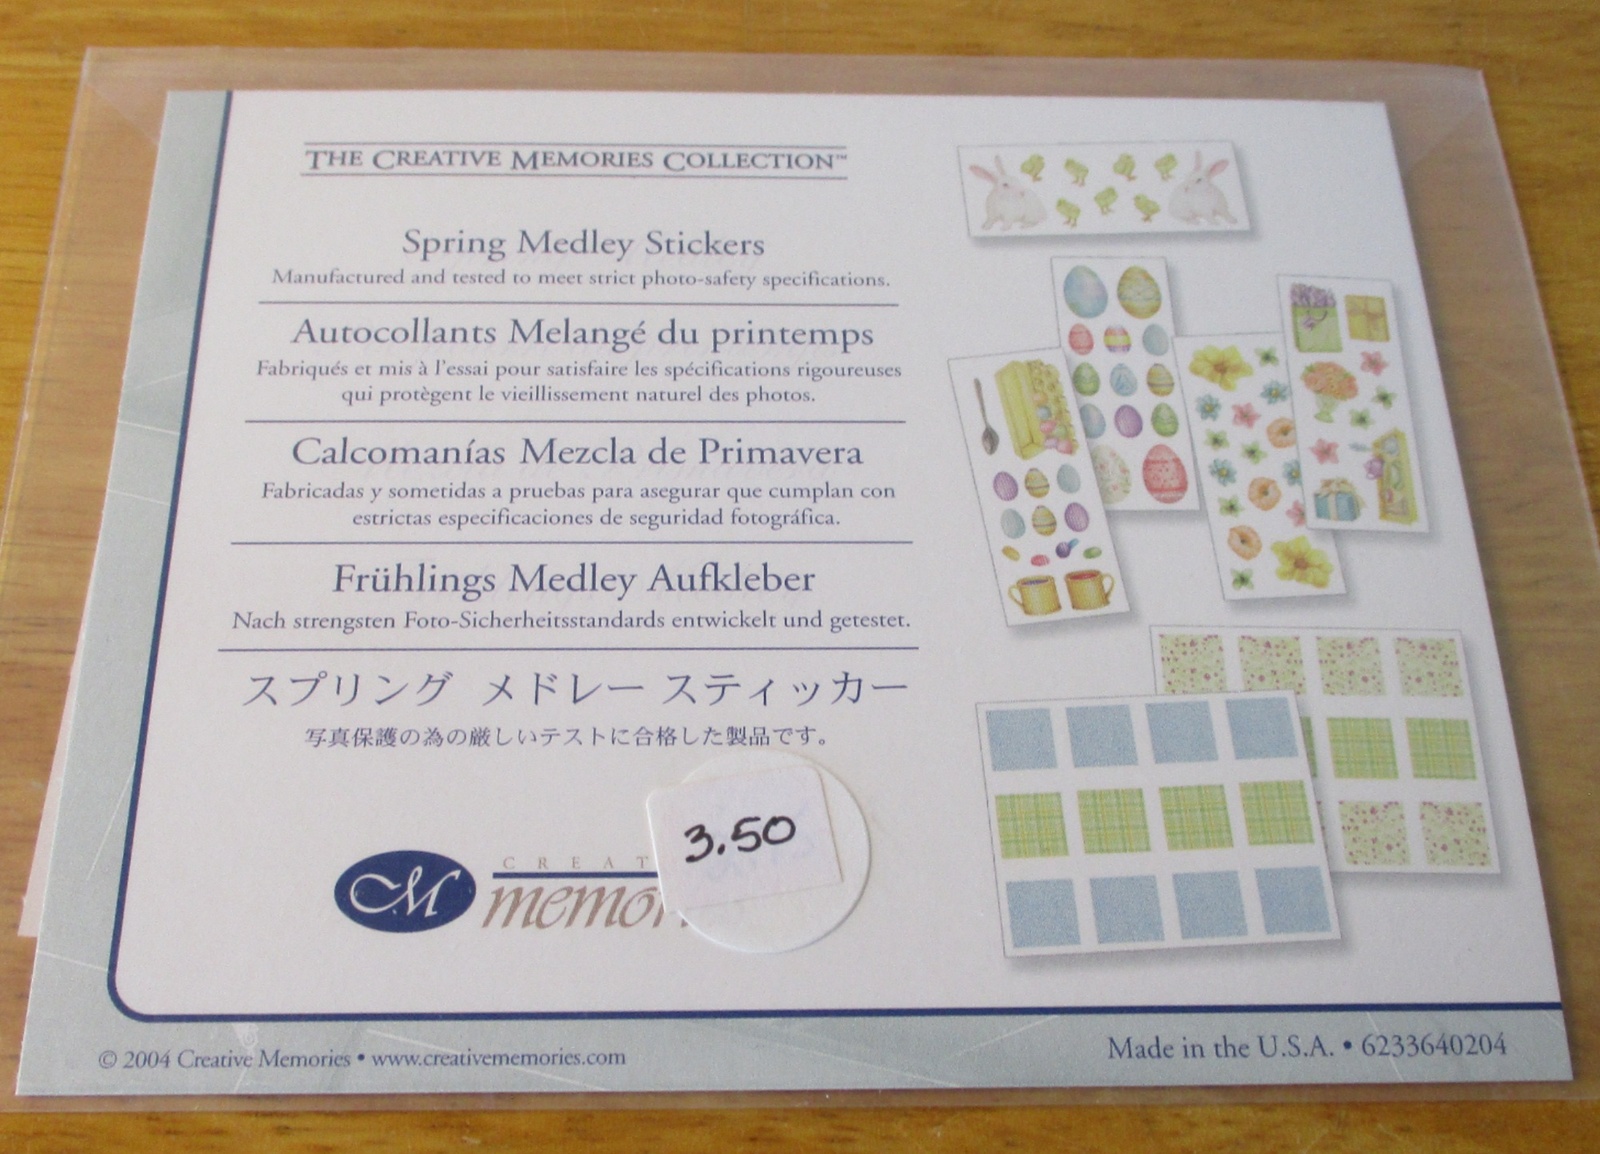 THE CREATIVE MEMORIES COLLECTION™
Spring Medley Stickers
Manufactured and tested to meet strict photo-safety specifications.
Autocollants Melangé du printemps
Fabriqués et mis à l'essai pour satisfaire les spécifications rigoureuses
qui protègent le vieillissement naturel des photos.
Calcomanías Mezcla de Primavera
Fabricadas y sometidas a pruebas para asegurar que cumplan con
estrictas especificaciones de seguridad fotográfica.
Frühlings Medley Aufkleber
Nach strengsten Foto-Sicherheitsstandards entwickelt und getestet.
スプリング メドレー スティッカー
写真保護の為の厳しいテストに合格した製品です。
3.50
CM
© 2004 Creative Memories • www.creativememories.com
Made in the U.S.A. • 6233640204